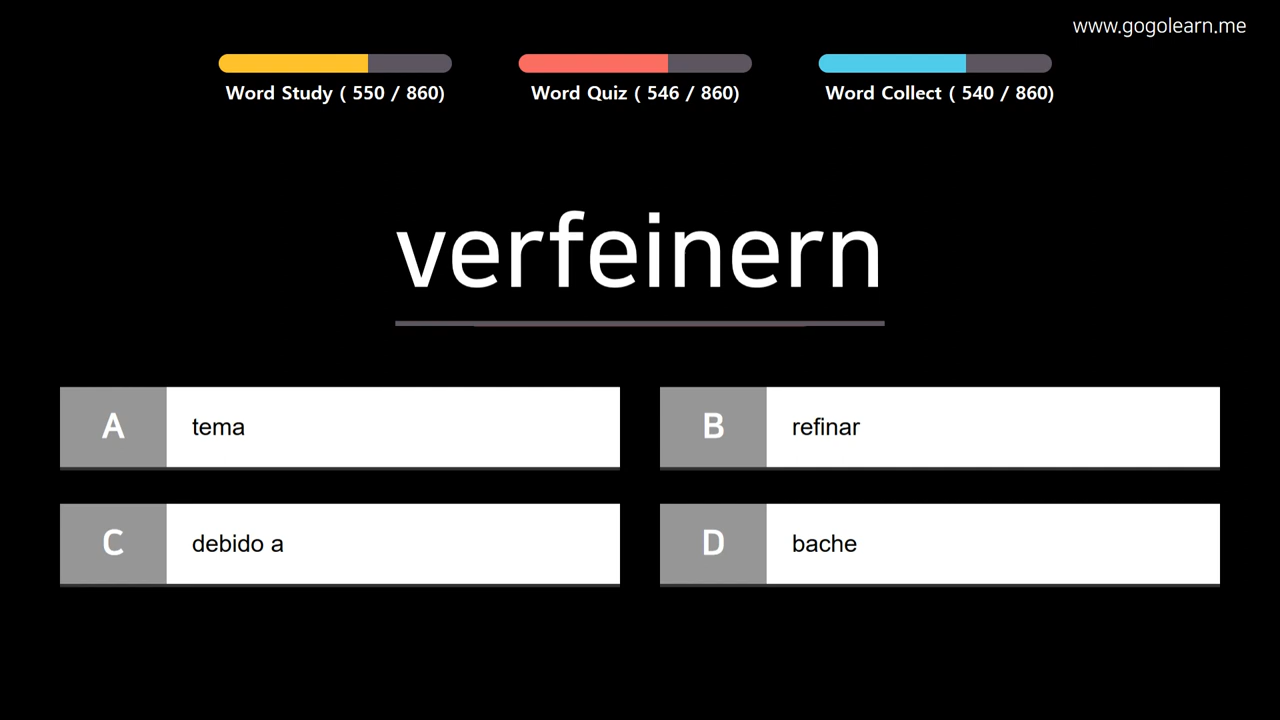 www.gogolearn.me
Word Study ( 550 / 860)
Word Quiz ( 546 / 860)
Word Collect ( 540 / 860)
verfeinern
A tema
B refinar
C debido a
D bache